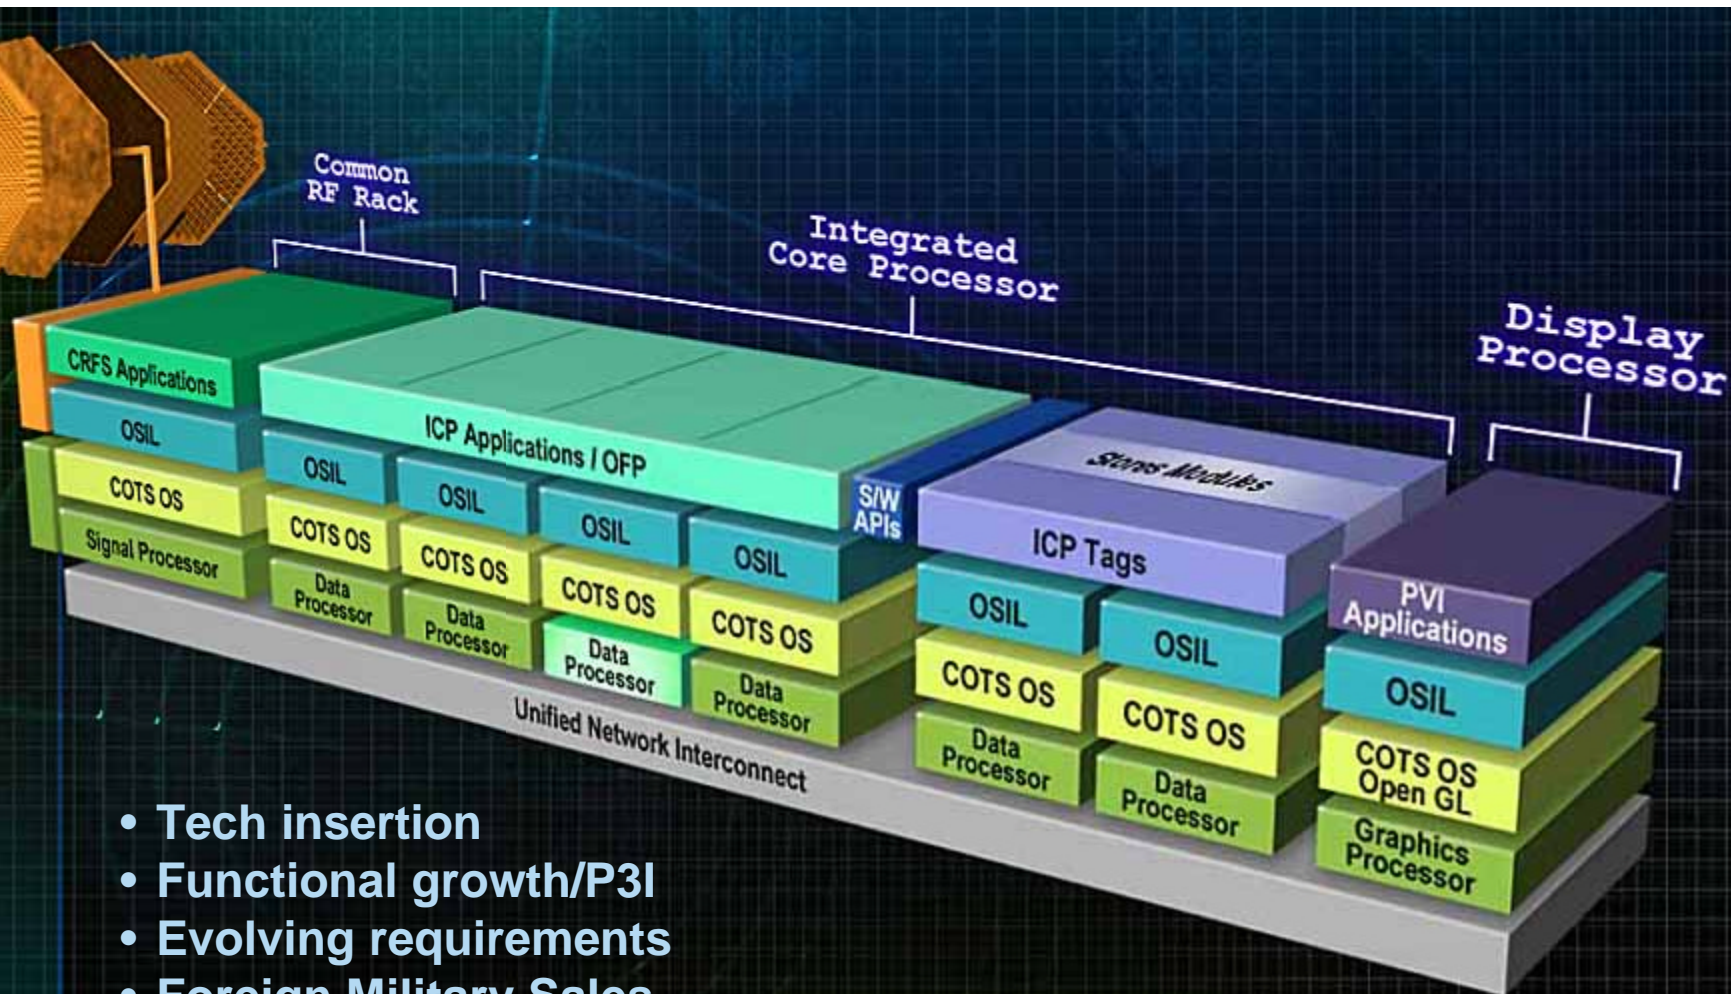 Common
RF Rack
Integrated
Core Processor
Display
Processor
CRFS Applications
OSIL
COTS OS
Signal Processor
ICP Applications / OFP
OSIL
OSIL
OSIL
OSIL
COTS OS
COTS OS
COTS OS
COTS OS
Data
Processor
Data
Processor
Data
Processor
Data
Processor
S/W
APIs
Stores Modules
ICP Tags
OSIL
OSIL
COTS OS
COTS OS
Data
Processor
Data
Processor
PVI
Applications
OSIL
COTS OS
Open GL
Graphics
Processor
Unified Network Interconnect
• Tech insertion
• Functional growth/P3I
• Evolving requirements
• Foreign Military Sales